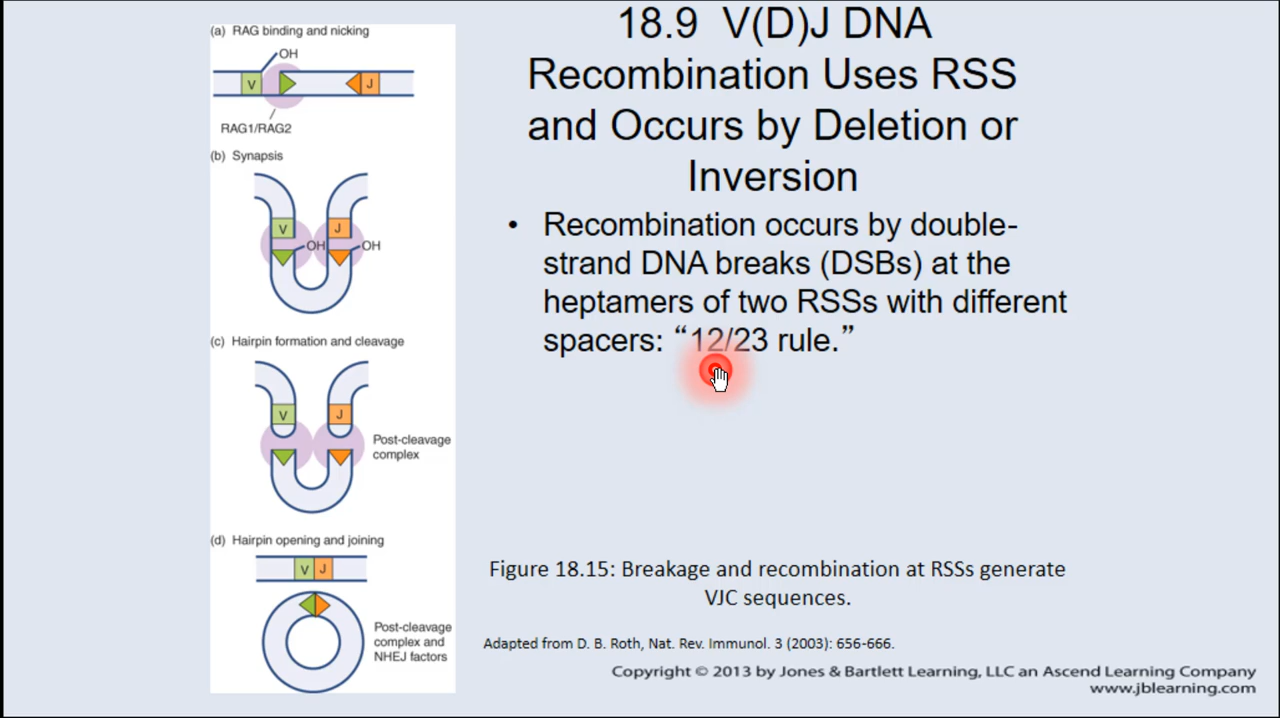 (a) RAG binding and nicking
OH
V
J
RAG1/RAG2
(b) Synapsis
V
J
OH
OH
(c) Hairpin formation and cleavage
V
J
Post-cleavage
complex
(d) Hairpin opening and joining
V
J
Post-cleavage
complex and
NHEJ factors
18.9 V(D)J DNA
Recombination Uses RSS
and Occurs by Deletion or
Inversion
• Recombination occurs by double-
strand DNA breaks (DSBs) at the
heptamers of two RSSs with different
spacers: “12/23 rule.”
Figure 18.15: Breakage and recombination at RSSs generate
VJC sequences.
Adapted from D. B. Roth, Nat. Rev. Immunol. 3 (2003): 656-666.
Copyright © 2013 by Jones & Bartlett Learning, LLC an Ascend Learning Company
www.jblearning.com